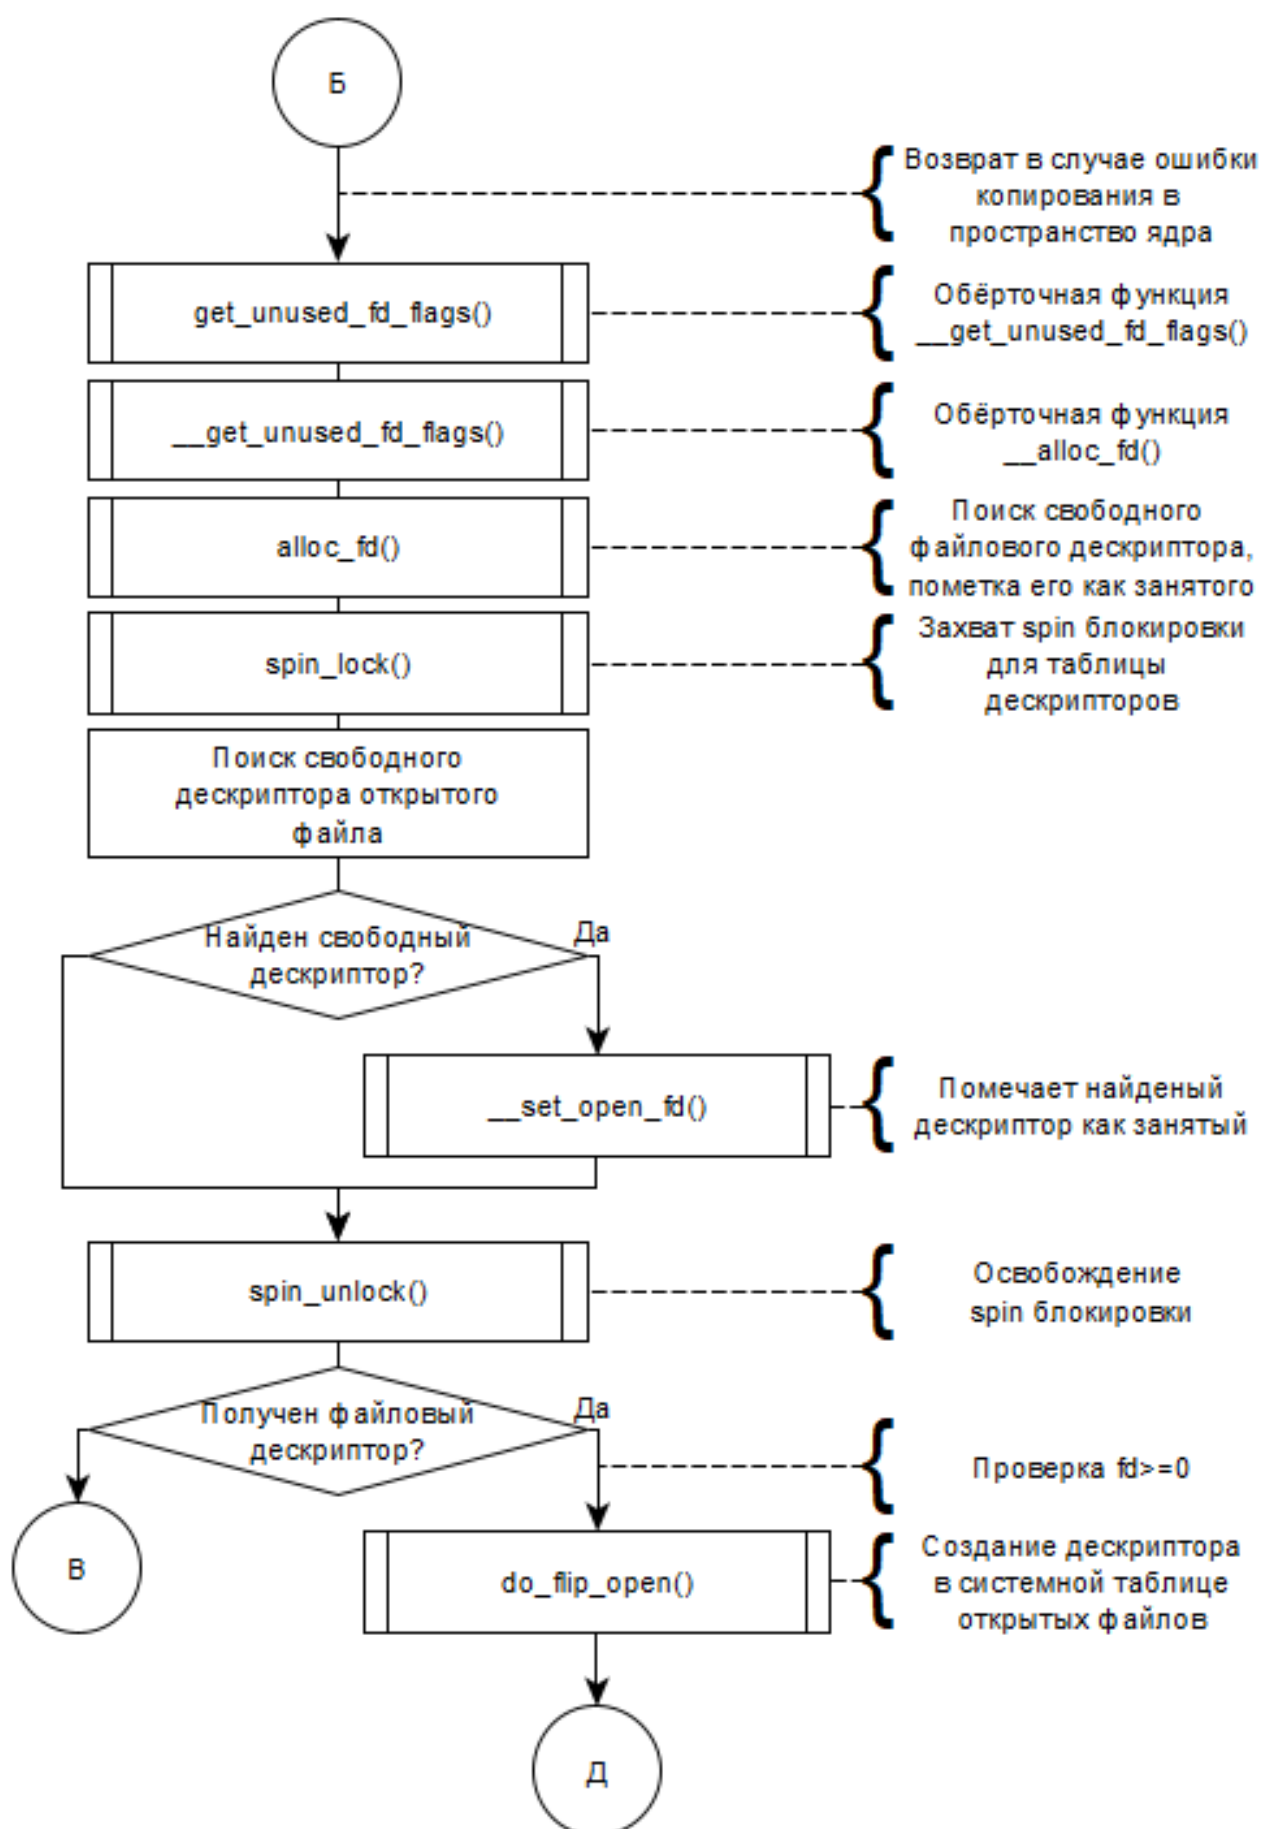 Б
Возврат в случае ошибки
копирования в
пространство ядра
get_unused_fd_flags()
Обёрточная функция
__get_unused_fd_flags()
__get_unused_fd_flags()
Обёрточная функция
__alloc_fd()
alloc_fd()
Поиск свободного
файлового дескриптора,
пометка его как занятого
spin_lock()
Захват spin блокировки
для таблицы
дескрипторов
Поиск свободного
дескриптора открытого
файла
Найден свободный
дескриптор?
Да
__set_open_fd()
Помечает найденый
дескриптор как занятый
spin_unlock()
Освобождение
spin блокировки
Получен файловый
дескриптор?
Да
Проверка fd>=0
В
do_flip_open()
Создание дескриптора
в системной таблице
открытых файлов
Д